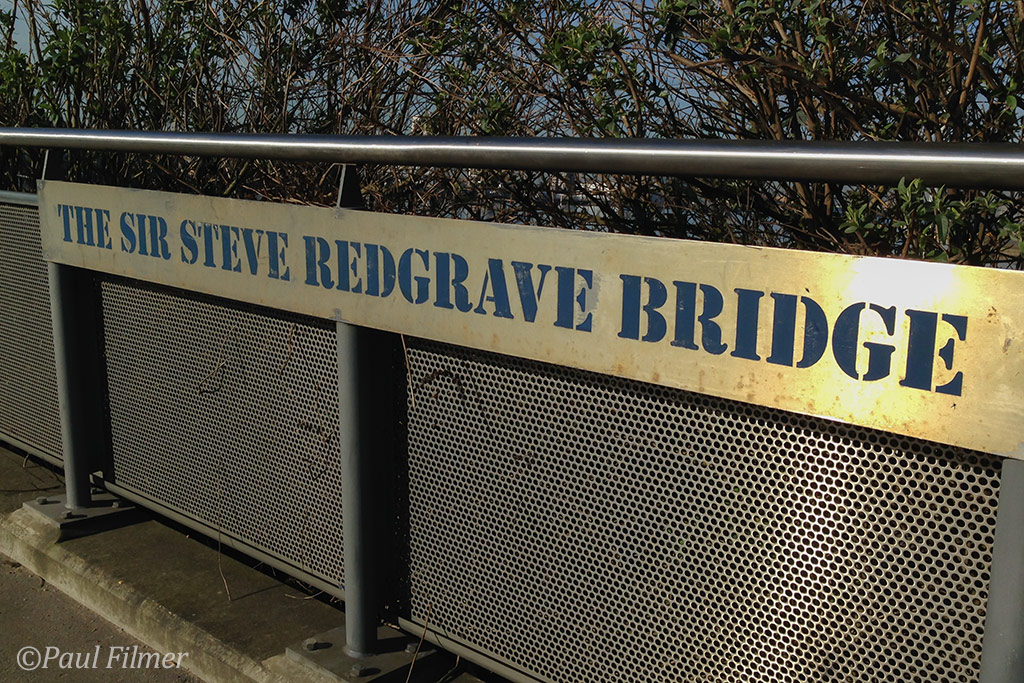 THE SIR STEVE REDGRAVE BRIDGE
©Paul Filmer